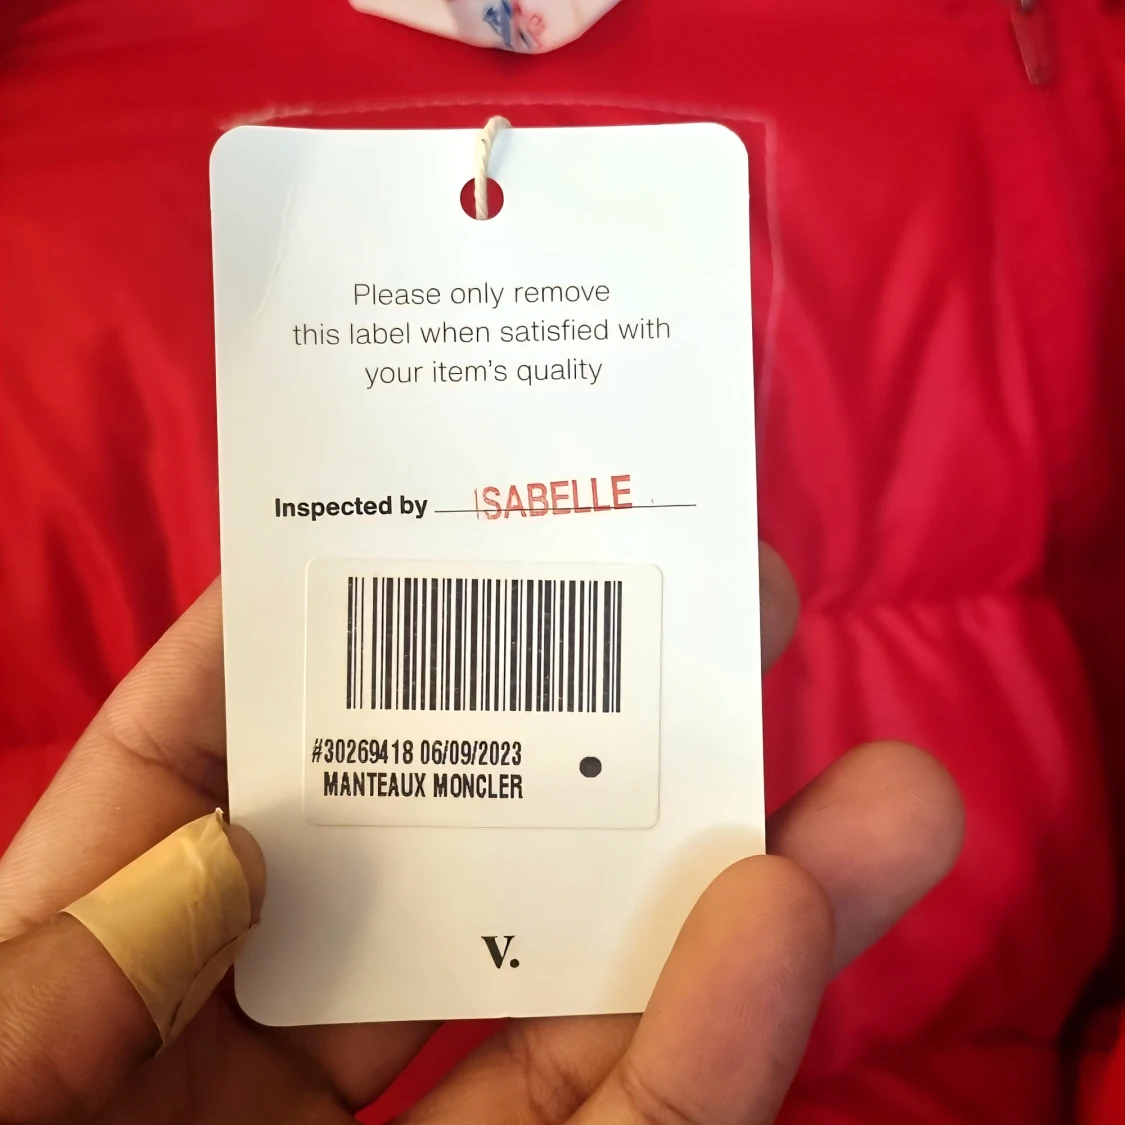 Please only remove
this label when satisfied with
your item's quality
Inspected by ISABELLE
#30269418 06/09/2023
MANTEAUX MONCLER
V.